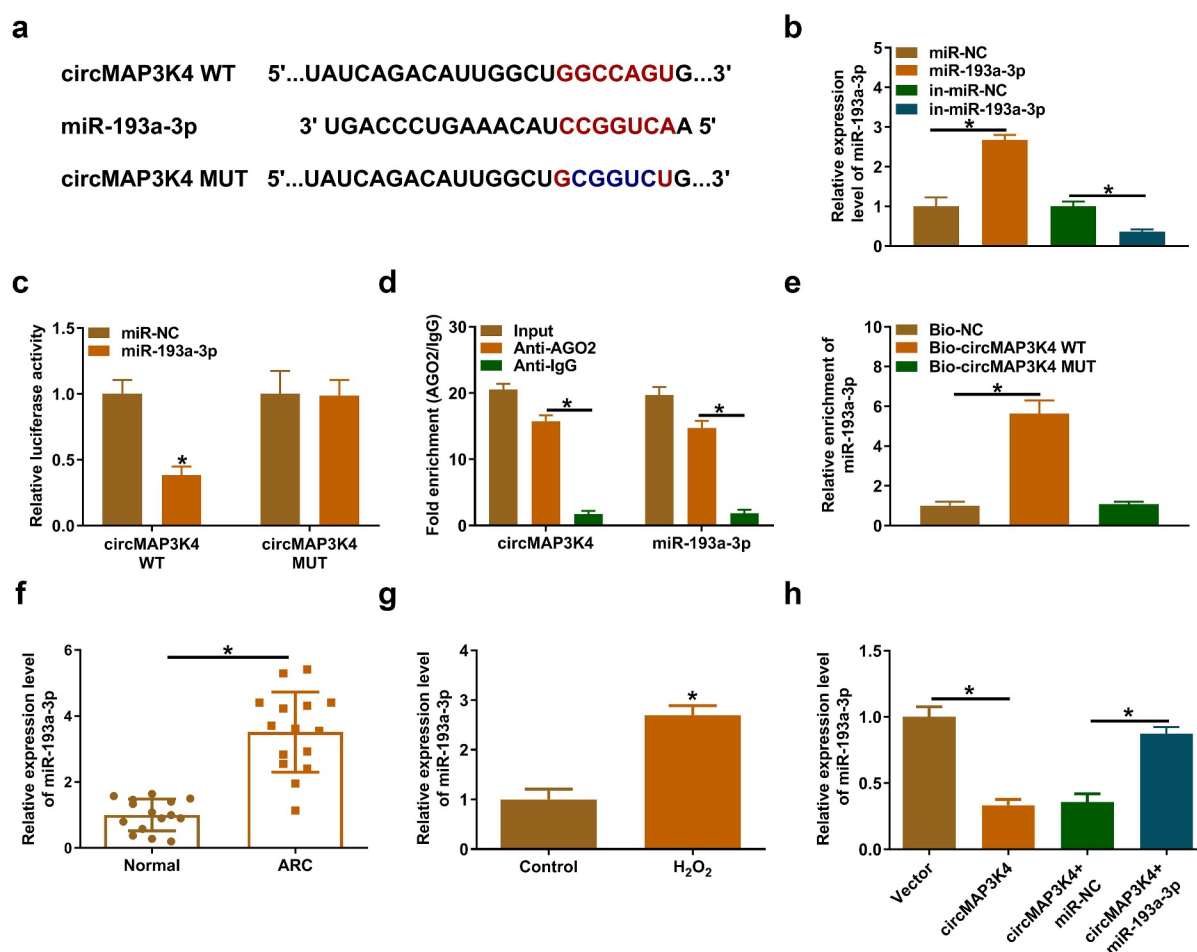 a
circMAP3K4 WT 5'...UAUCAGACAUUGGCUGGCCAGUG...3'
miR-193a-3p 3' UGACCCUGAAACAUCCGGUCAA 5'
circMAP3K4 MUT 5'...UAUCAGACAUUGGCUGCGGUCUG...3'
b
Relative expression
level of miR-193a-3p
5
4
3
2
1
0
miR-NC
miR-193a-3p
in-miR-NC
in-miR-193a-3p
*
*
c
Relative luciferase activity
1.5
1.0
0.5
0.0
miR-NC
miR-193a-3p
*
circMAP3K4
WT
circMAP3K4
MUT
d
Fold enrichment (AGO2/IgG)
30
20
10
0
Input
Anti-AGO2
Anti-IgG
*
*
circMAP3K4
miR-193a-3p
e
Relative enrichment of
miR-193a-3p
10
8
6
4
2
0
Bio-NC
Bio-circMAP3K4 WT
Bio-circMAP3K4 MUT
*
f
Relative expression level
of miR-193a-3p
6
4
2
0
*
Normal
ARC
g
Relative expression level
of miR-193a-3p
4
3
2
1
0
*
Control
H₂O₂
h
Relative expression level
of miR-193a-3p
1.5
1.0
0.5
0.0
*
*
Vector
circMAP3K4
circMAP3K4+
miR-NC
circMAP3K4+
miR-193a-3p